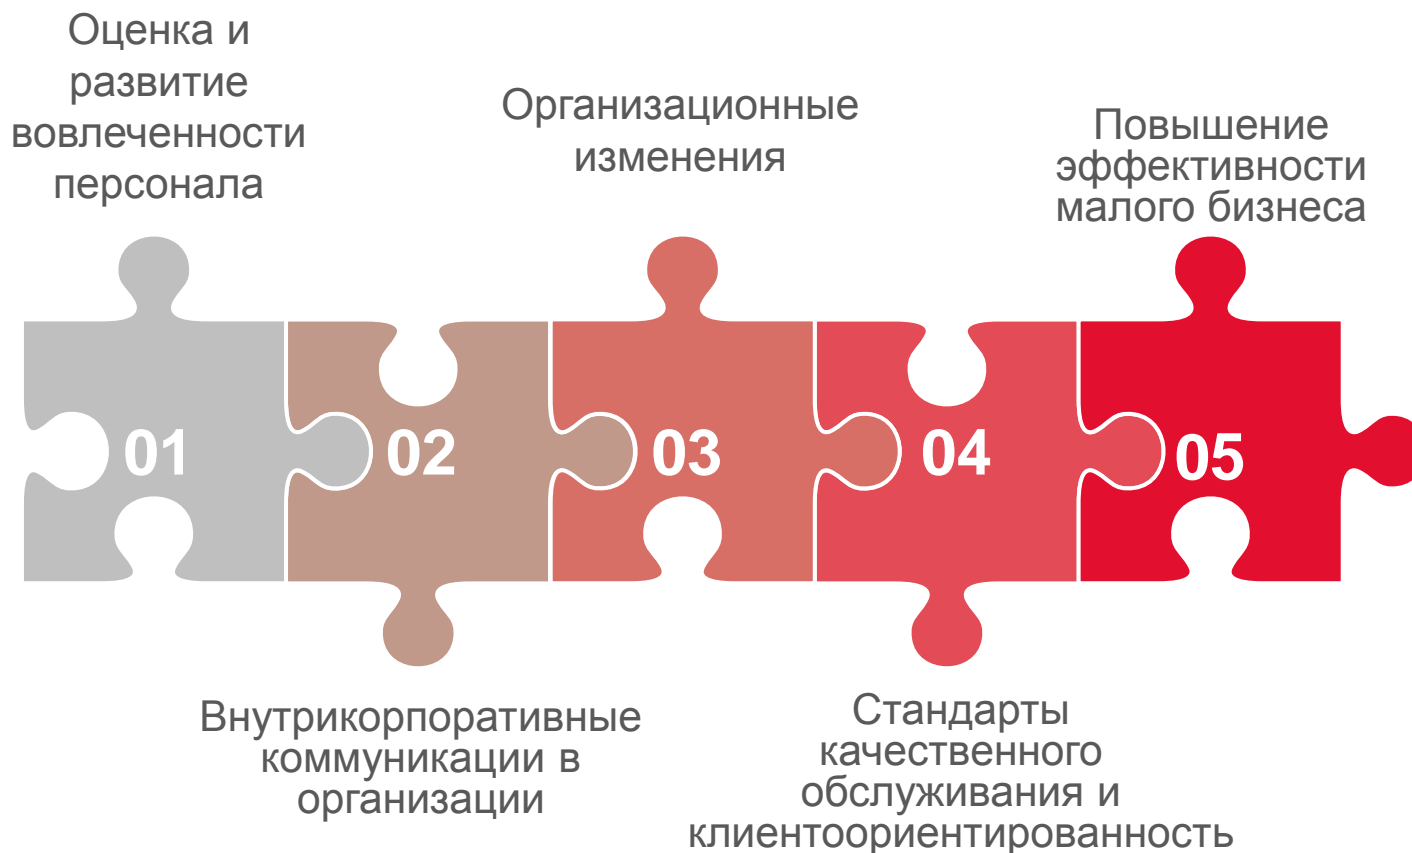 Оценка и
развитие
вовлеченности
персонала
Организационные
изменения
Повышение
эффективности
малого бизнеса
01
02
03
04
05
Внутрикорпоративные
коммуникации в
организации
Стандарты
качественного
обслуживания и
клиентоориентированность